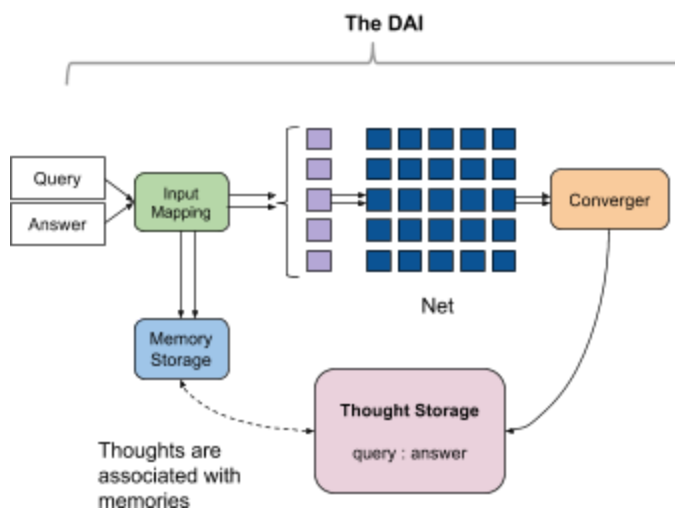 The DAI
Query
Answer
Input
Mapping
Converger
Net
Memory
Storage
Thought Storage
query : answer
Thoughts are
associated with
memories